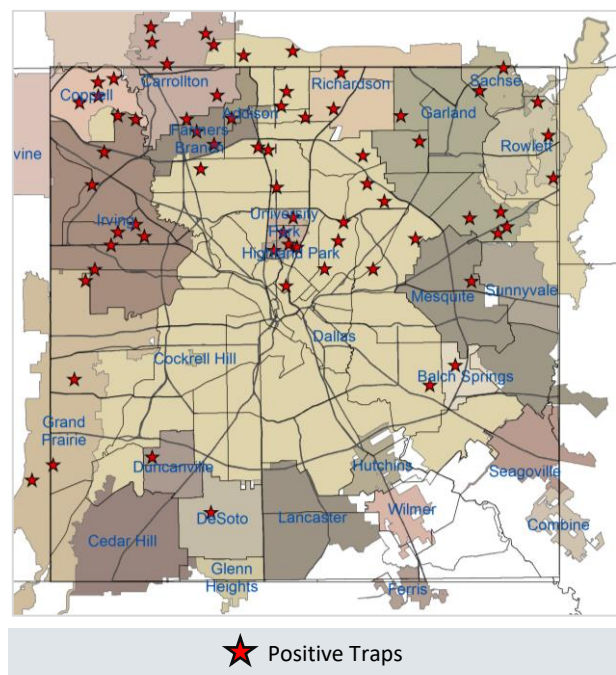 Sachse
Carrollton
Coppell
Richardson
Addison
Garland
Farmers
Branch
Rowlett
vine
Irving
University
Park
Highland Park
Mesquite
Sunnyvale
Dallas
Cockrell Hill
Balch Springs
Grand
Prairie
Duncanville
Hutchins
Seagoville
DeSoto
Lancaster
Wilmer
Combine
Cedar Hill
Glenn
Heights
Ferris
Positive Traps